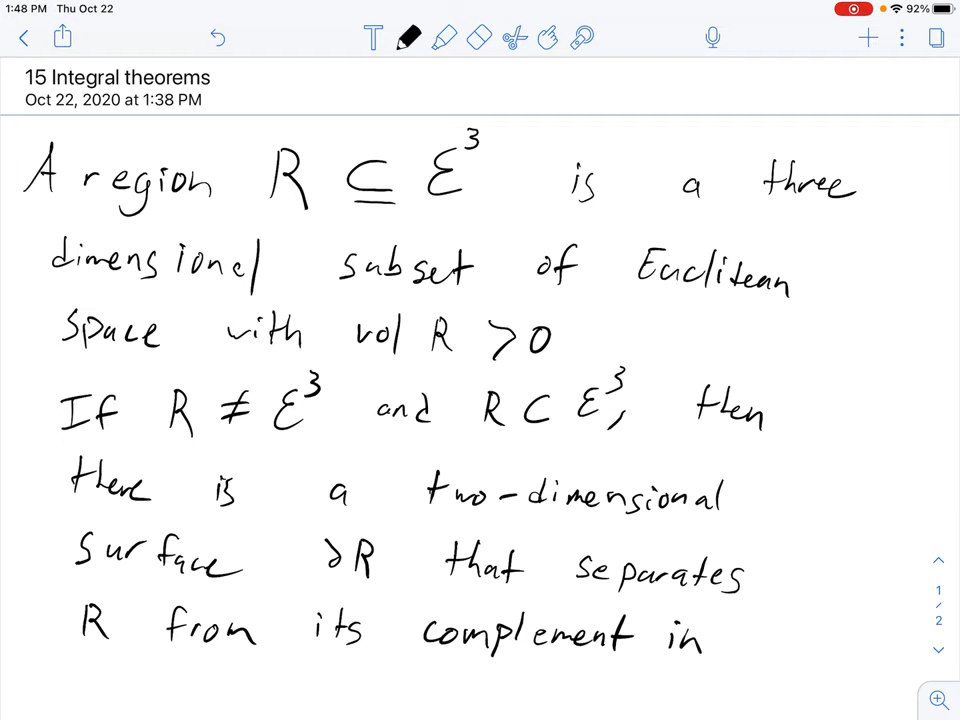 1:48 PM Thu Oct 22 92%
15 Integral theorems
Oct 22, 2020 at 1:38 PM
A region R ⊆ ℰ³ is a three
dimensional subset of Euclitean
space with vol R > 0
If R ≠ ℰ³ and R ⊂ ℰ³, then
there is a two-dimensional
surface ∂R that separates
R from its complement in
1
/
2